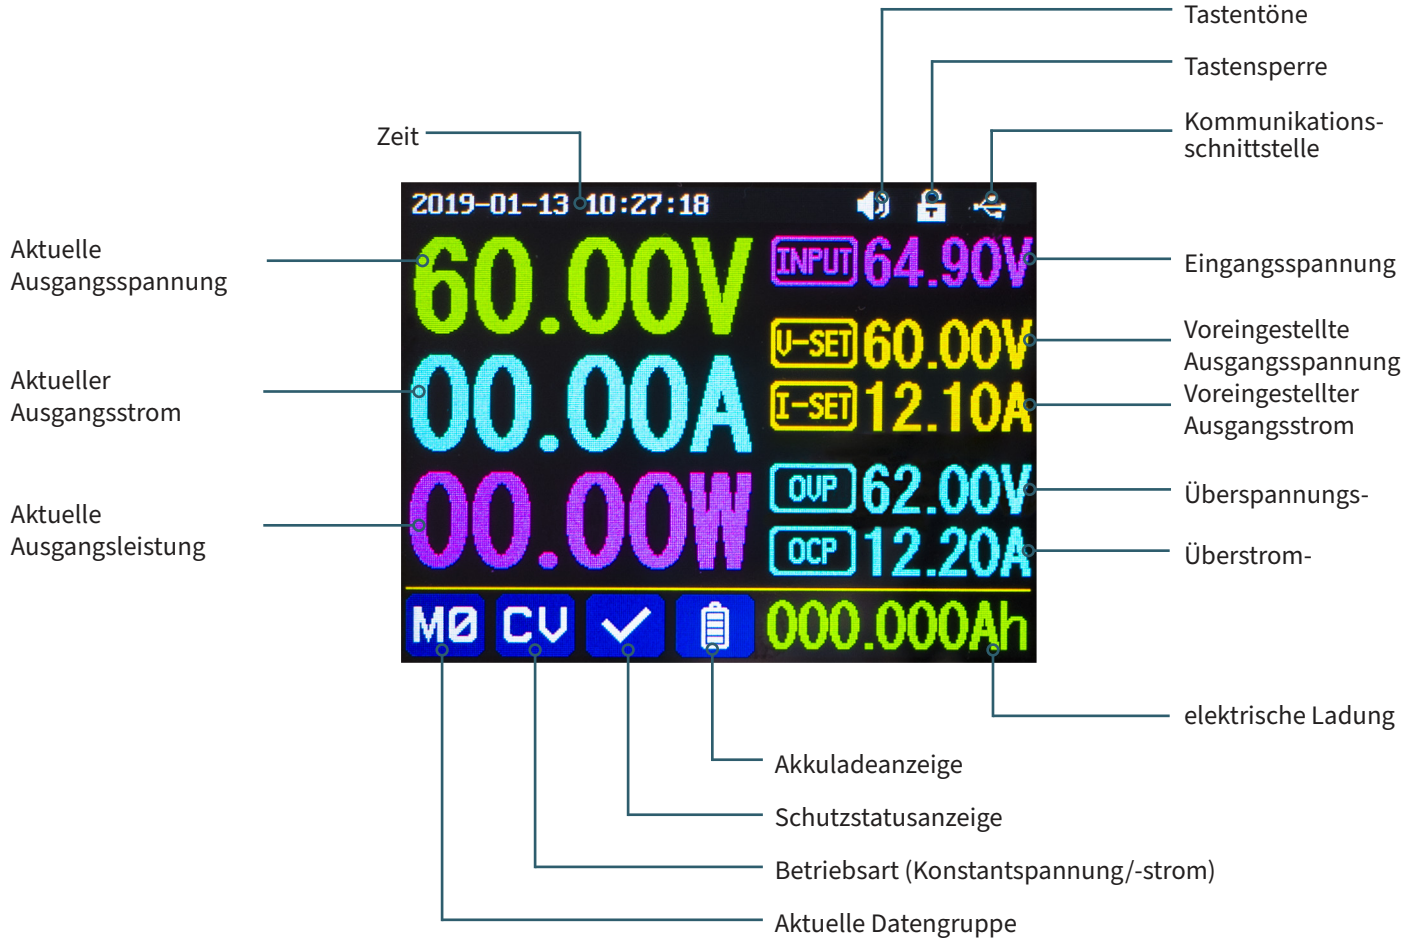 Tastentöne
Tastensperre
Kommunikations-
schnittstelle
Zeit
2019-01-13 10:27:18
Aktuelle
Ausgangsspannung
60.00V
INPUT 64.90V
Eingangsspannung
V-SET 60.00V
Voreingestellte
Ausgangsspannung
Aktueller
Ausgangsstrom
00.00A
I-SET 12.10A
Voreingestellter
Ausgangsstrom
Aktuelle
Ausgangsleistung
00.00W
OVP 62.00V
Überspannungs-
OCP 12.20A
Überstrom-
M0 CV 000.000Ah
elektrische Ladung
Akkuladeanzeige
Schutzstatusanzeige
Betriebsart (Konstantspannung/-strom)
Aktuelle Datengruppe